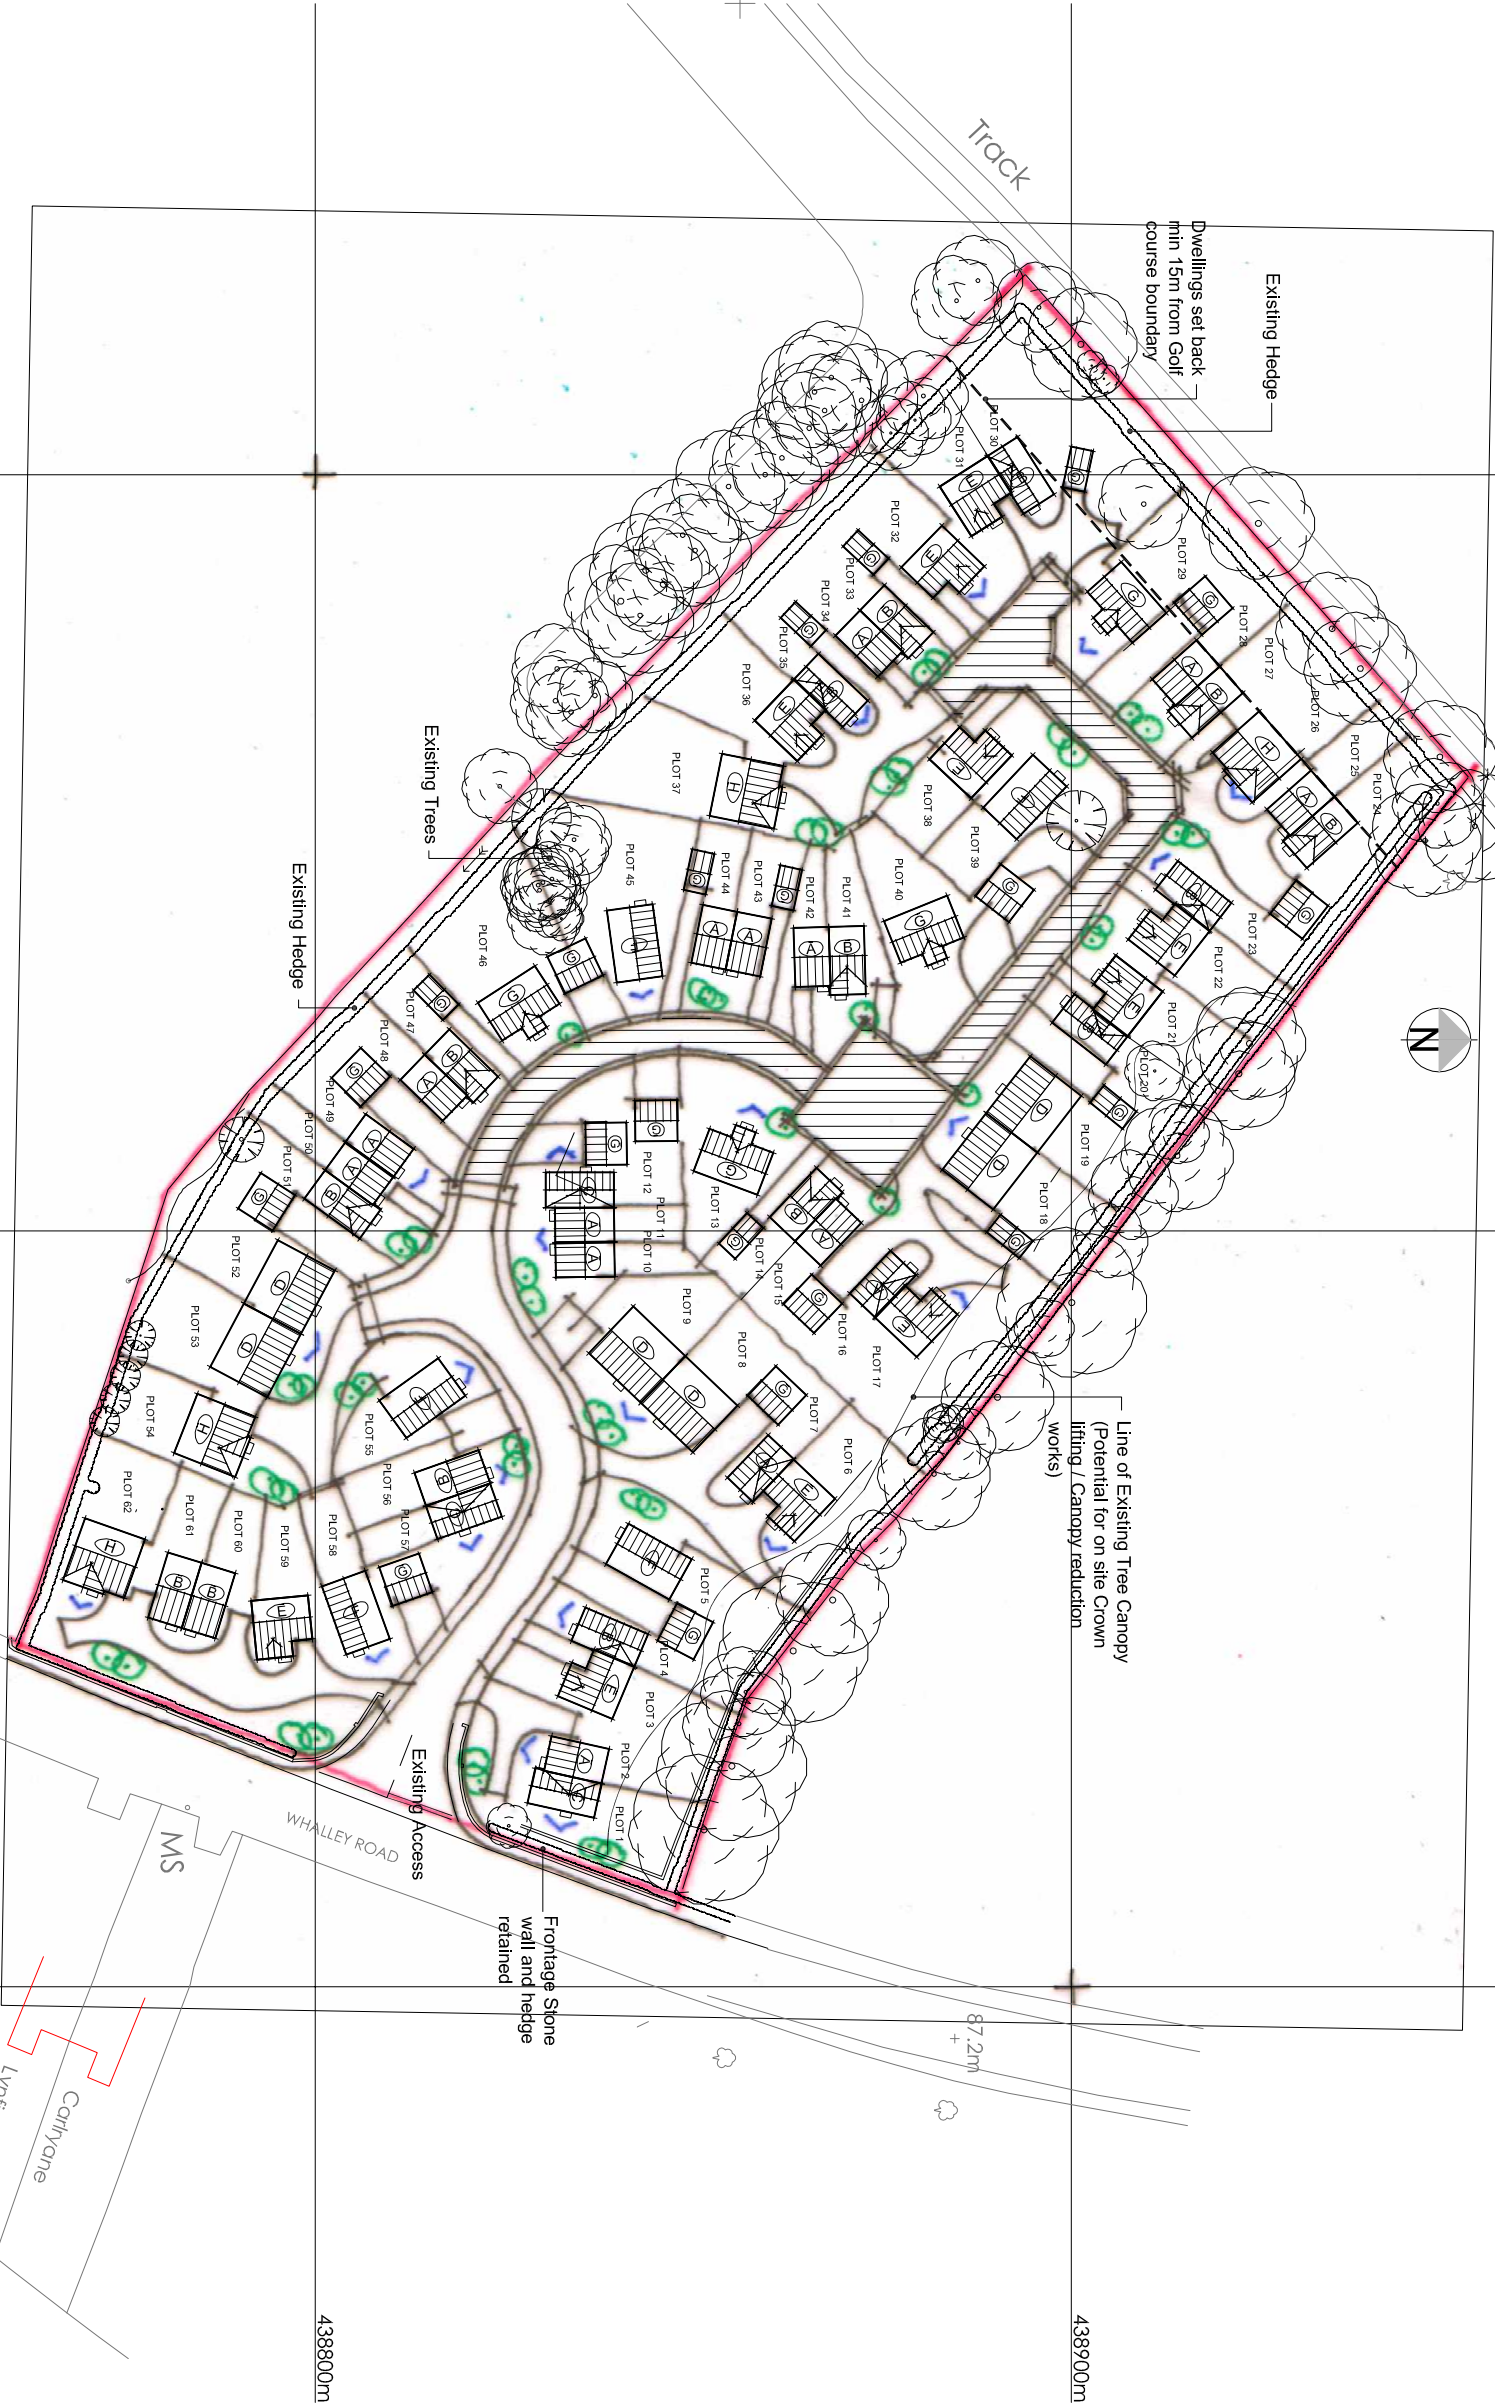 Track
Dwellings set back
min 15m from Golf
course boundary
Existing Hedge
Existing Trees
Existing Hedge
N
Line of Existing Tree Canopy
(Potential for on site Crown
lifting / Canopy reduction
works)
Existing Access
Frontage Stone
wall and hedge
retained
WHALLEY ROAD
MS
87.2m
Carlryane
438800m
438900m
PLOT 1
PLOT 2
PLOT 3
PLOT 4
PLOT 5
PLOT 6
PLOT 7
PLOT 8
PLOT 9
PLOT 10
PLOT 11
PLOT 12
PLOT 13
PLOT 14
PLOT 15
PLOT 16
PLOT 17
PLOT 18
PLOT 19
PLOT 20
PLOT 21
PLOT 22
PLOT 23
PLOT 24
PLOT 25
PLOT 26
PLOT 27
PLOT 28
PLOT 29
PLOT 30
PLOT 31
PLOT 32
PLOT 33
PLOT 34
PLOT 35
PLOT 36
PLOT 37
PLOT 38
PLOT 39
PLOT 40
PLOT 41
PLOT 42
PLOT 43
PLOT 44
PLOT 45
PLOT 46
PLOT 47
PLOT 48
PLOT 49
PLOT 50
PLOT 51
PLOT 52
PLOT 53
PLOT 54
PLOT 55
PLOT 56
PLOT 57
PLOT 58
PLOT 59
PLOT 60
PLOT 61
PLOT 62